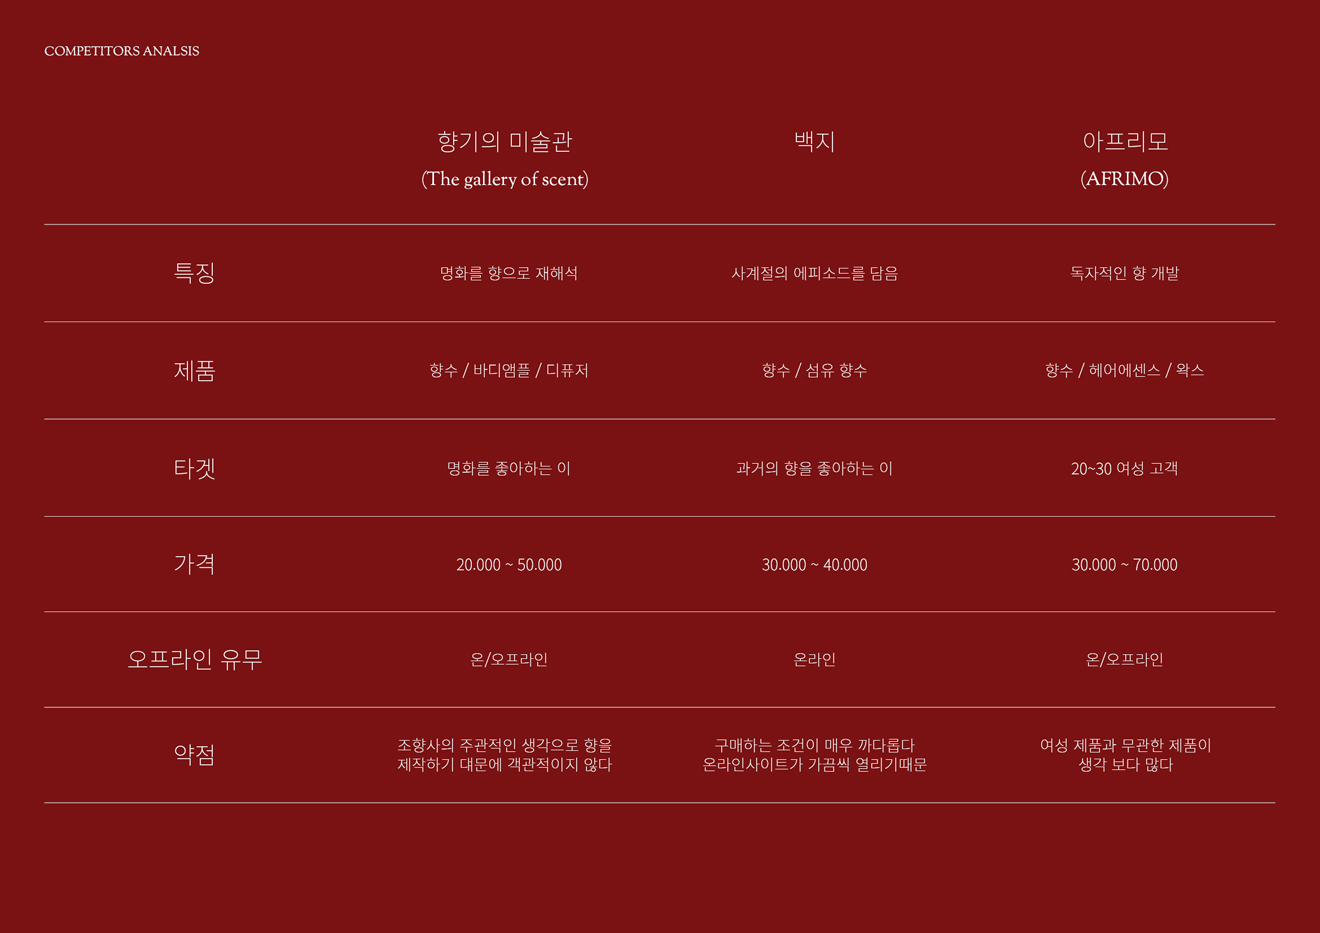 COMPETITORS ANALSIS
향기의 미술관 백지 아프리모
(The gallery of scent) (AFRIMO)
특징 명화를 향으로 재해석 사계절의 에피소드를 담음 독자적인 향 개발
제품 향수 / 바디앰플 / 디퓨저 향수 / 섬유 향수 향수 / 헤어에센스 / 왁스
타겟 명화를 좋아하는 이 과거의 향을 좋아하는 이 20~30 여성 고객
가격 20.000 ~ 50.000 30.000 ~ 40.000 30.000 ~ 70.000
오프라인 유무 온/오프라인 온라인 온/오프라인
약점
조향사의 주관적인 생각으로 향을
제작하기 대문에 객관적이지 않다
구매하는 조건이 매우 까다롭다
온라인사이트가 가끔씩 열리기때문
여성 제품과 무관한 제품이
생각 보다 많다